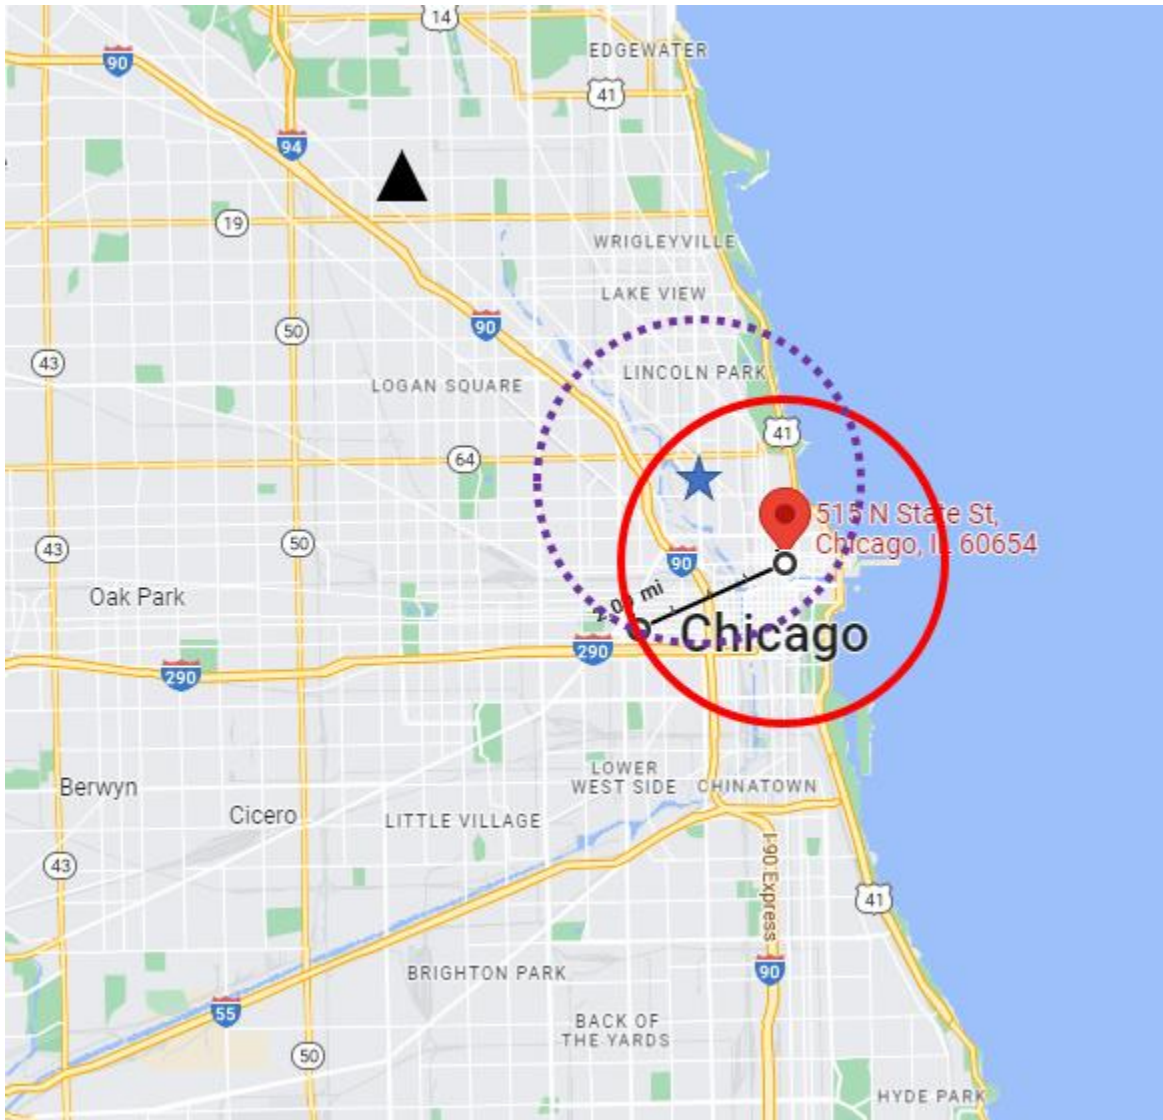 14
EDGEWATER
90
41
94
19
WRIGLEYVILLE
LAKE VIEW
50
90
43
LINCOLN PARK
LOGAN SQUARE
41
64
515 N State St,
Chicago, IL 60654
43
50
90
Oak Park
mi
Chicago
290
290
LOWER
WEST SIDE
CHINATOWN
Berwyn
Cicero
LITTLE VILLAGE
I-90 Express
43
41
BRIGHTON PARK
90
55
BACK OF
THE YARDS
50
HYDE PARK